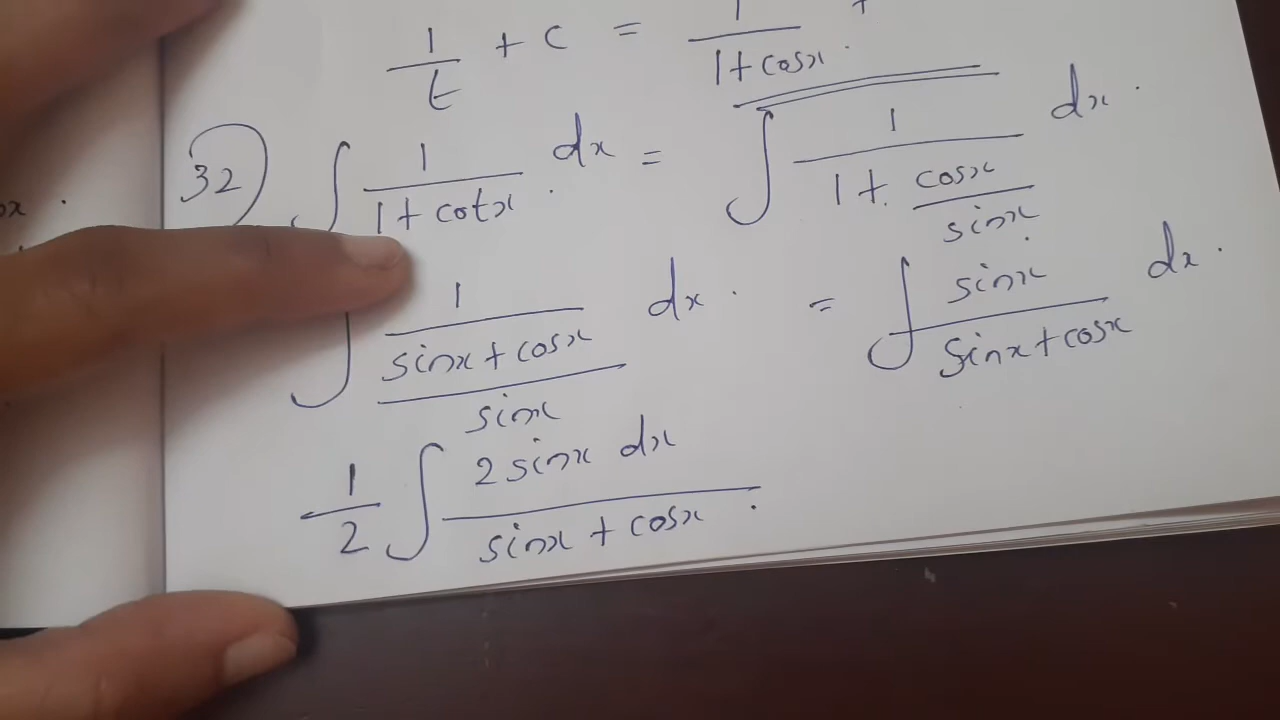 1/t + c = 1/1+cosx .
32) ∫ 1/1+cotx . dx = ∫ 1/1+. cosx/sinx dx .
∫ 1/sinx+cosx/sinx dx . = ∫ sinx/sinx+cosx dx .
1/2 ∫ 2sinx dx/sinx+cosx .